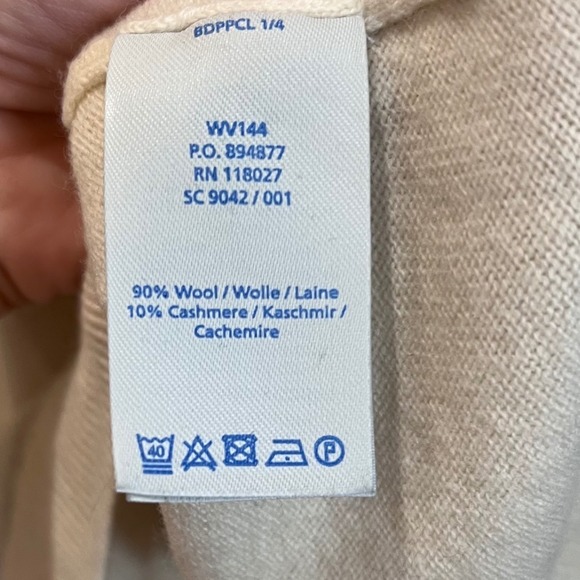 BDPPCL 1/4
WV144
P.O. 894877
RN 118027
SC 9042 / 001
90% Wool / Wolle / Laine
10% Cashmere / Kaschmir /
Cachemire
40 P